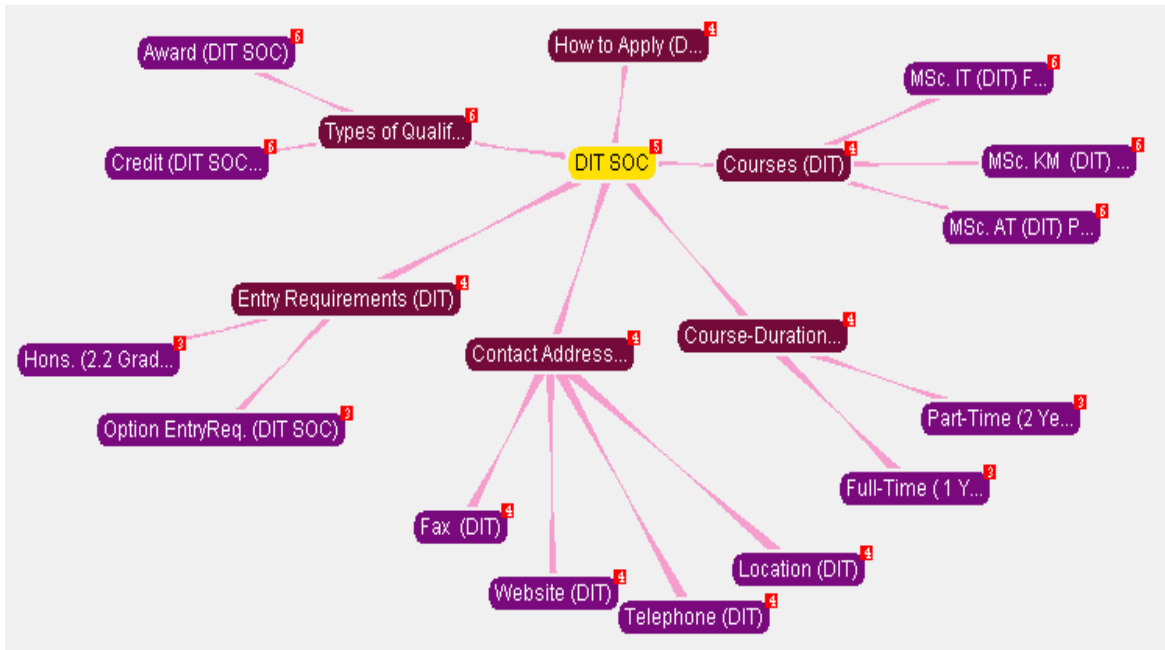 How to Apply (D...
4
Award (DIT SOC)
6
MSc. IT (DIT) F...
6
Types of Qualif...
6
Credit (DIT SOC...
6
DIT SOC
5
Courses (DIT)
4
MSc. KM (DIT) ...
6
MSc. AT (DIT) P...
6
Entry Requirements (DIT)
4
Hons. (2.2 Grad...
3
Option EntryReq. (DIT SOC)
3
Contact Address...
4
Course-Duration...
4
Part-Time (2 Ye...
3
Full-Time ( 1 Y...
3
Fax (DIT)
4
Website (DIT)
4
Telephone (DIT)
4
Location (DIT)
4